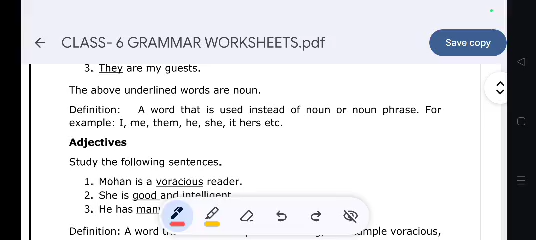 CLASS- 6 GRAMMAR WORKSHEETS.pdf
Save copy
3. They are my guests.
The above underlined words are noun.
Definition: A word that is used instead of noun or noun phrase. For
example: I, me, them, he, she, it hers etc.
Adjectives
Study the following sentences.
1. Mohan is a voracious reader.
2. She is good and intelligent
3. He has many
Definition: A word tha
ample voracious,